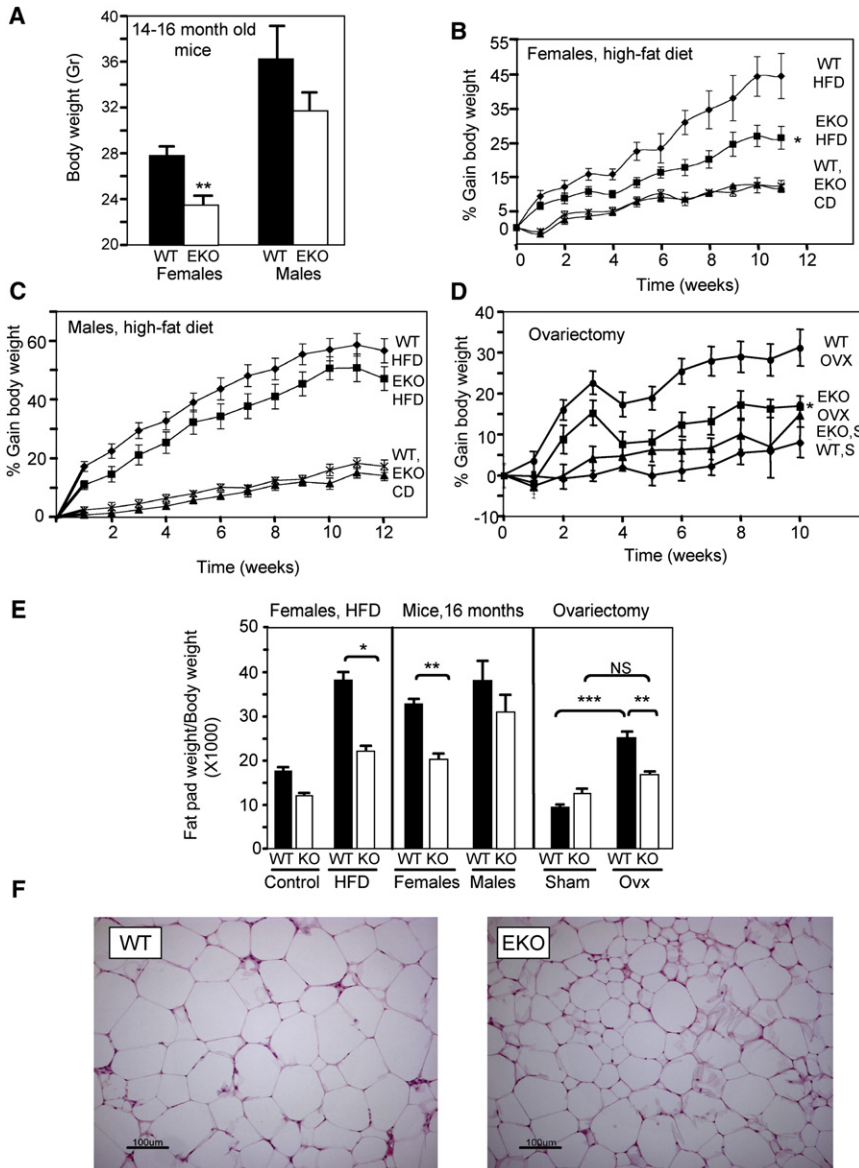 A
14-16 month old
mice
Body weight (Gr)
40
36
32
28
24
20
**
WT EKO WT EKO
Females Males
B
Females, high-fat diet
% Gain body weight
55
45
35
25
15
5
0
WT
HFD
EKO
HFD
*
WT,
EKO
CD
0 2 4 6 8 10 12
Time (weeks)
C
Males, high-fat diet
% Gain body weight
60
40
20
0
WT
HFD
EKO
HFD
WT,
EKO
CD
2 4 6 8 10 12
Time (weeks)
D
Ovariectomy
% Gain body weight
40
30
20
10
0
-10
WT
OVX
EKO *
OVX
EKO,S
WT,S
0 2 4 6 8 10
Time (weeks)
E
Females, HFD Mice,16 months Ovariectomy
Fat pad weight/Body weight
(X1000)
50
40
30
20
10
0
*
**
NS
***
**
WT KO WT KO WT KO WT KO WT KO WT KO
Control HFD Females Males Sham Ovx
F
WT
100um
EKO
100um